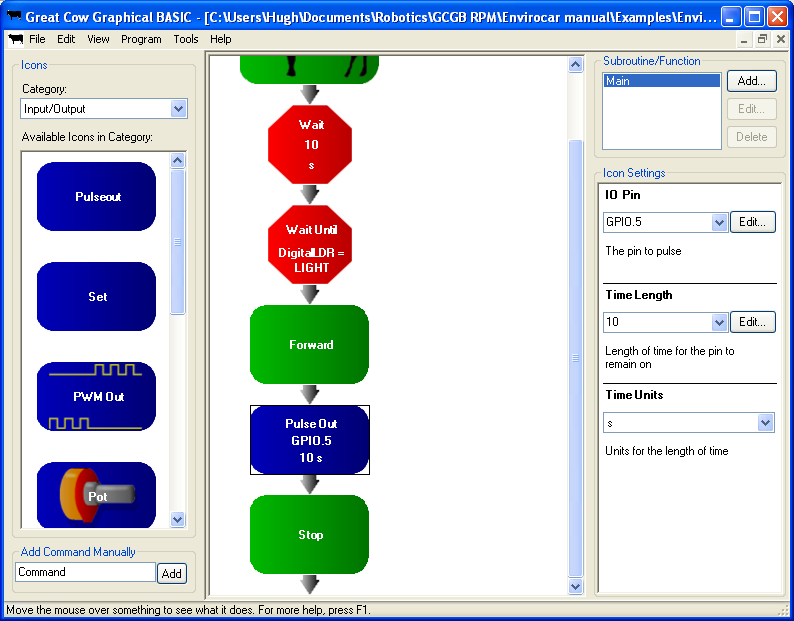 Great Cow Graphical BASIC - [C:\Users\Hugh\Documents\Robotics\GCGB RPM\Envirocar manual\Examples\Envi...
File Edit View Program Tools Help
Icons
Category:
Input/Output
Available Icons in Category:
Pulseout
Set
PWM Out
Pot
Add Command Manually
Command
Add
Wait
10
s
Wait Until
DigitalLDR =
LIGHT
Forward
Pulse Out
GPIO.5
10 s
Stop
Subroutine/Function
Main
Add...
Edit...
Delete
Icon Settings
IO Pin
GPIO.5
Edit...
The pin to pulse
Time Length
10
Edit...
Length of time for the pin to
remain on
Time Units
s
Units for the length of time
Move the mouse over something to see what it does. For more help, press F1.